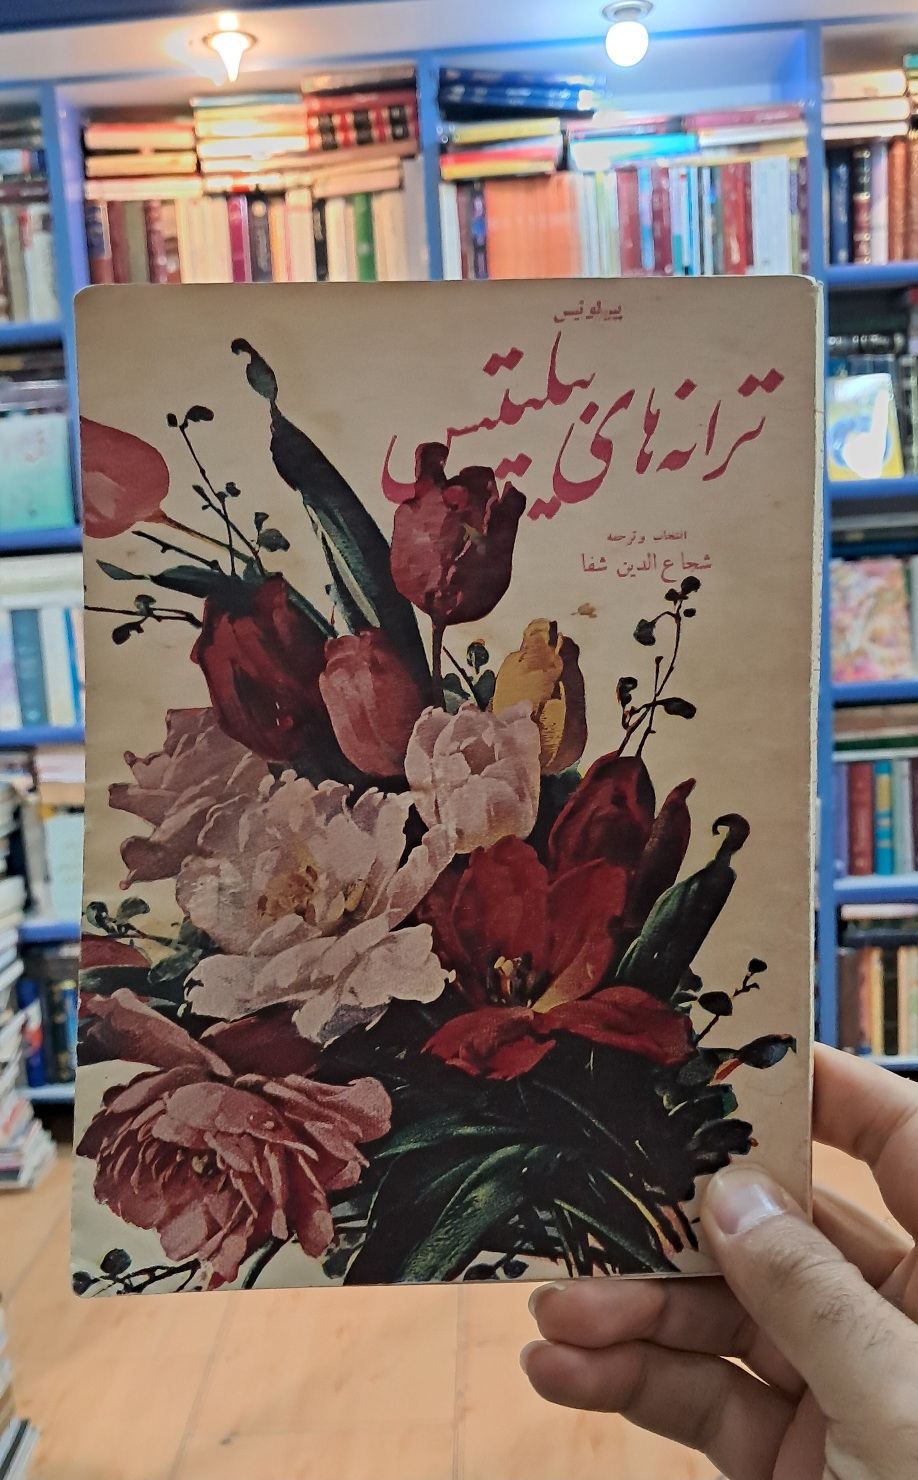 پیرلوئیس
ترانه‌های بیلیتیس
انتخاب و ترجمه
شجاع الدین شفا